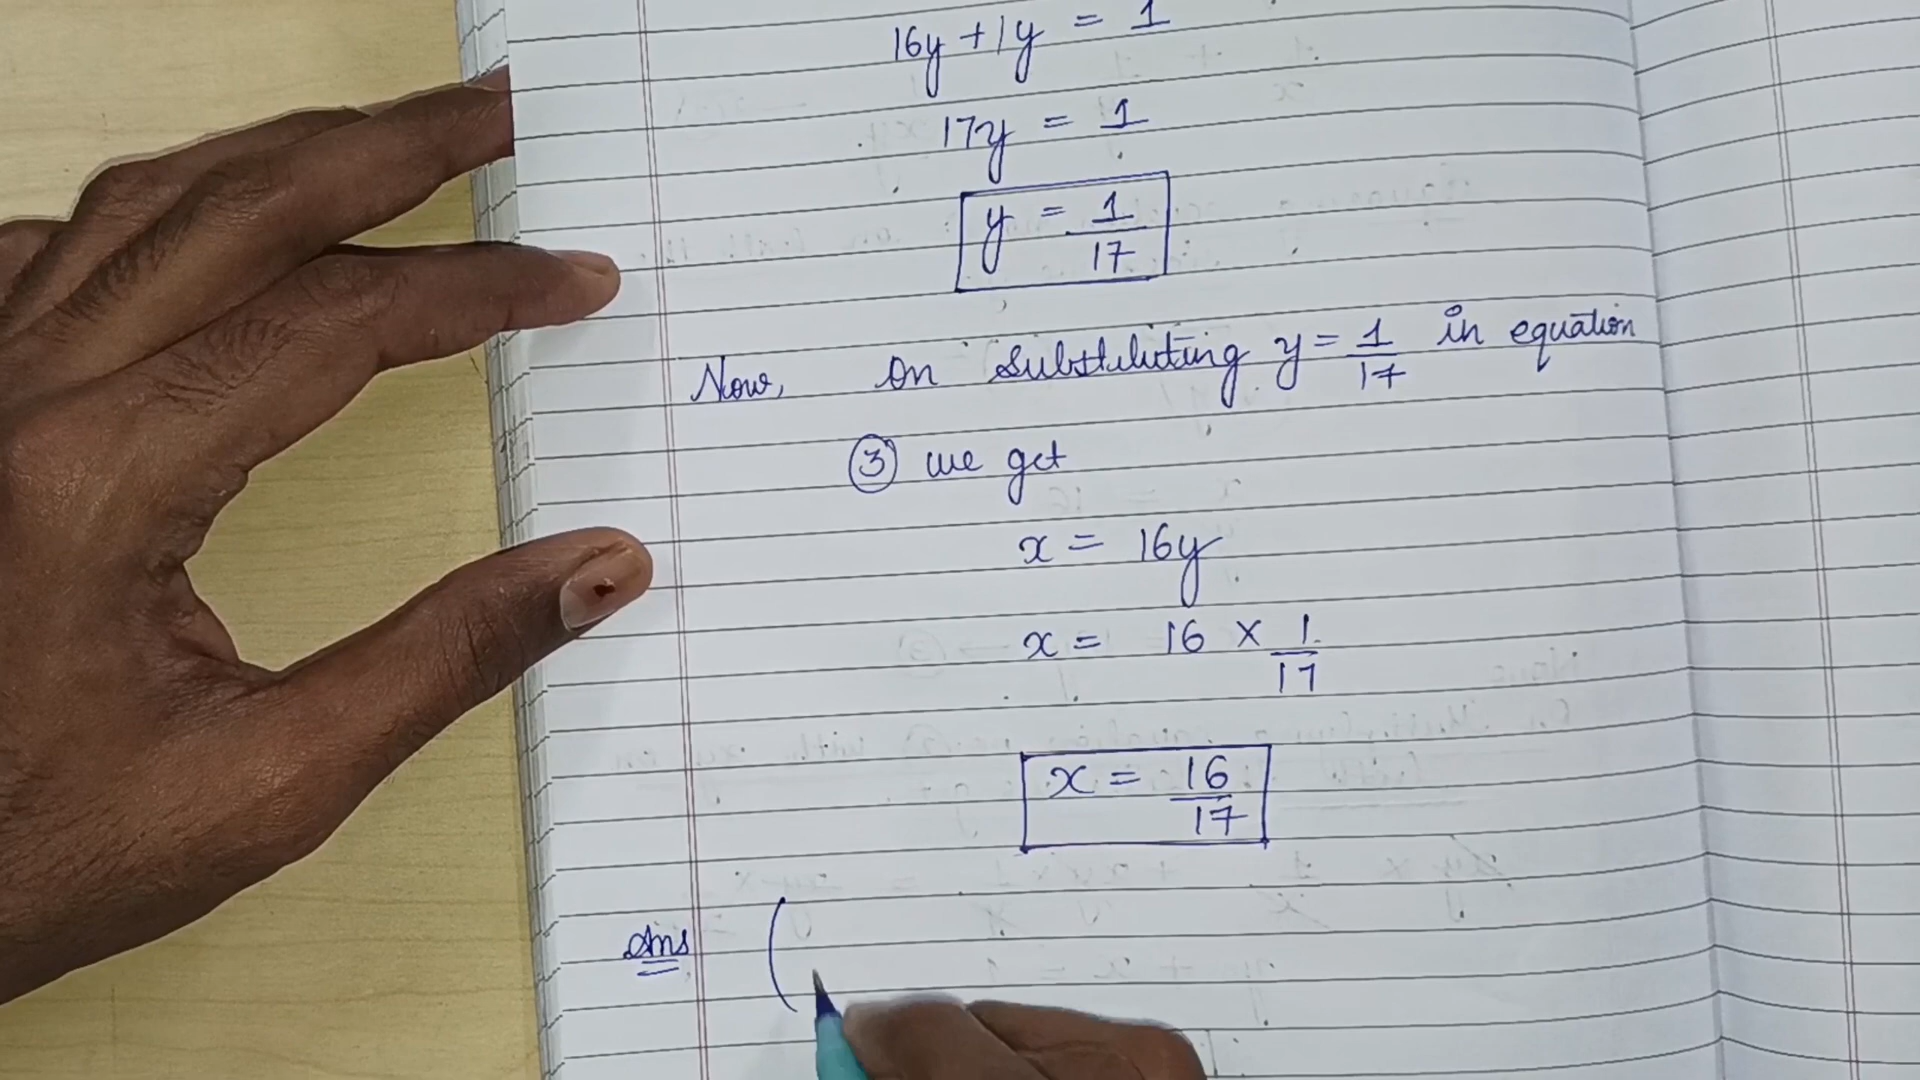 16y + 1y = 1
17y = 1
y = 1/17
Now, On Substituting y = 1/17 in equation
③ we get
x = 16y
x = 16 × 1/17
x = 16/17
Ans (